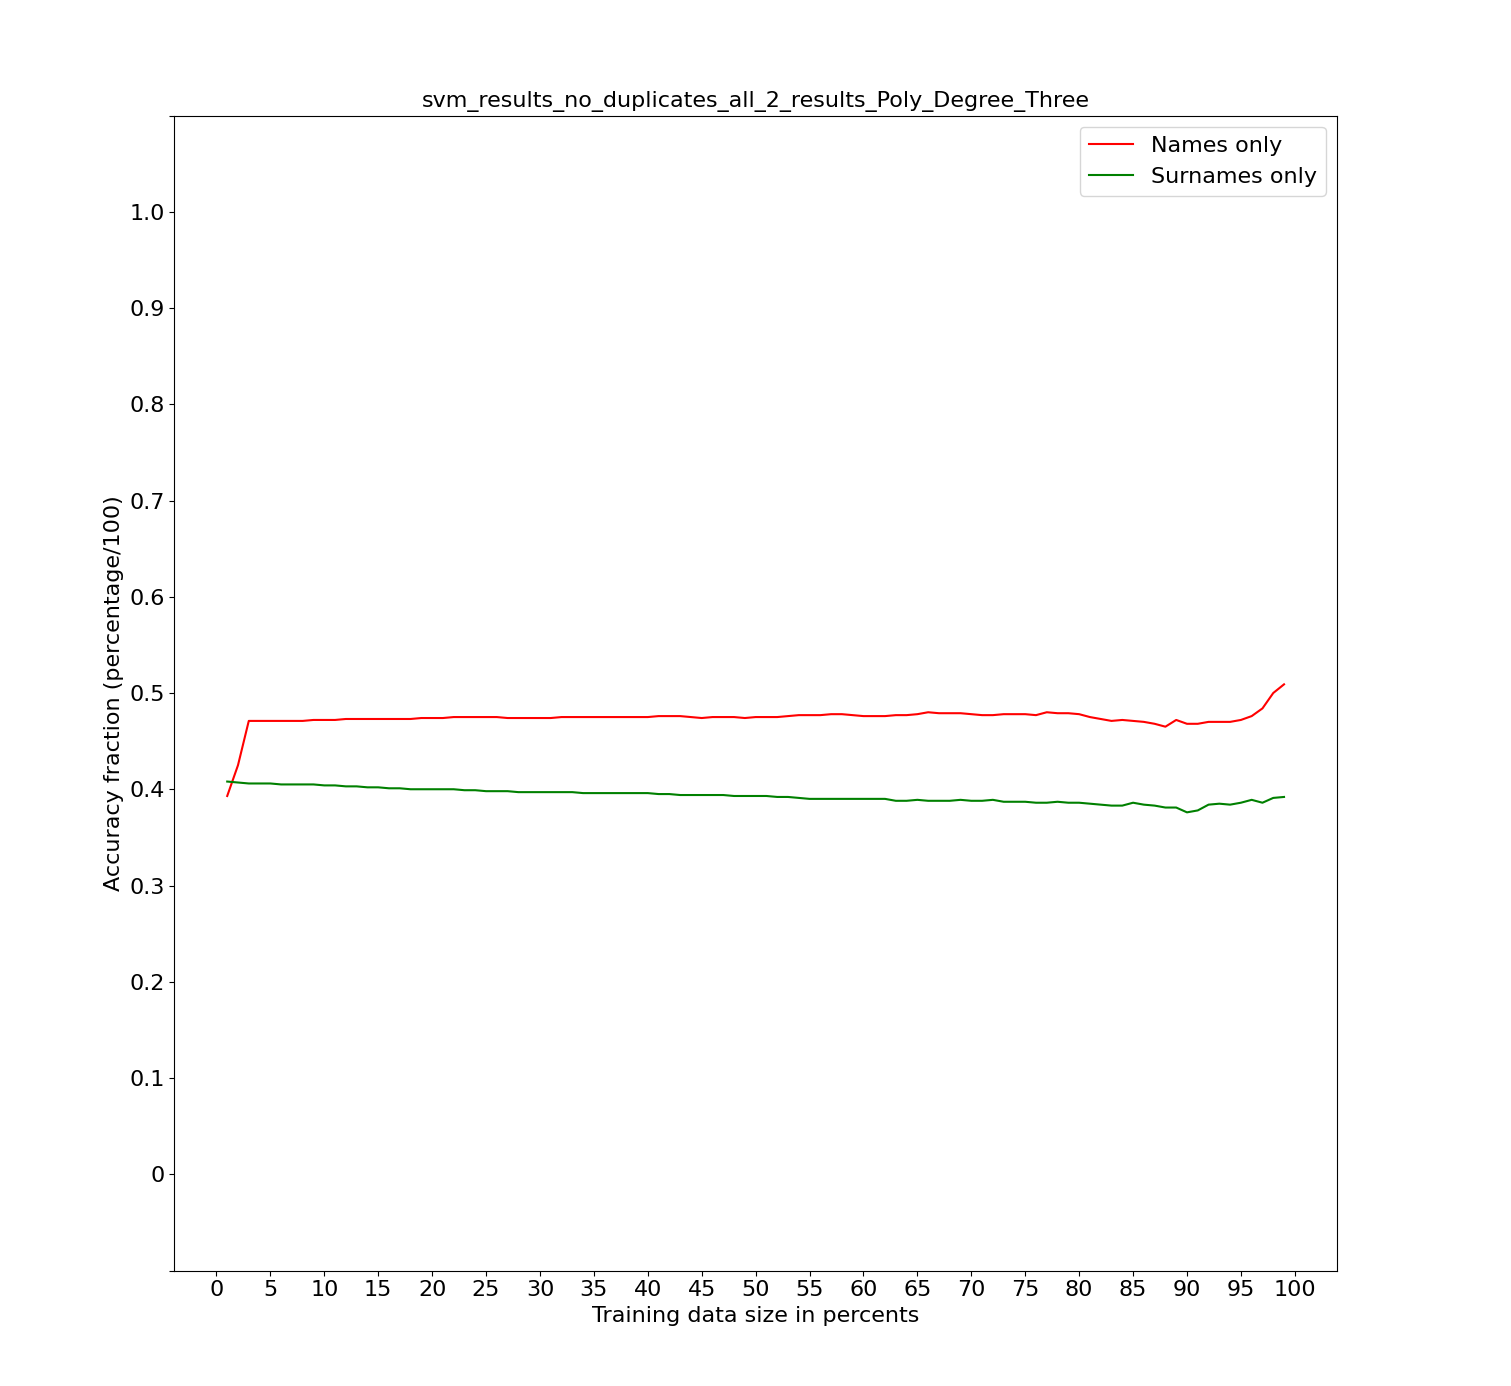 svm_results_no_duplicates_all_2_results_Poly_Degree_Three
Names only
Surnames only
1.0
0.9
0.8
0.7
0.6
0.5
0.4
0.3
0.2
0.1
0
Accuracy fraction (percentage/100)
0 5 10 15 20 25 30 35 40 45 50 55 60 65 70 75 80 85 90 95 100
Training data size in percents